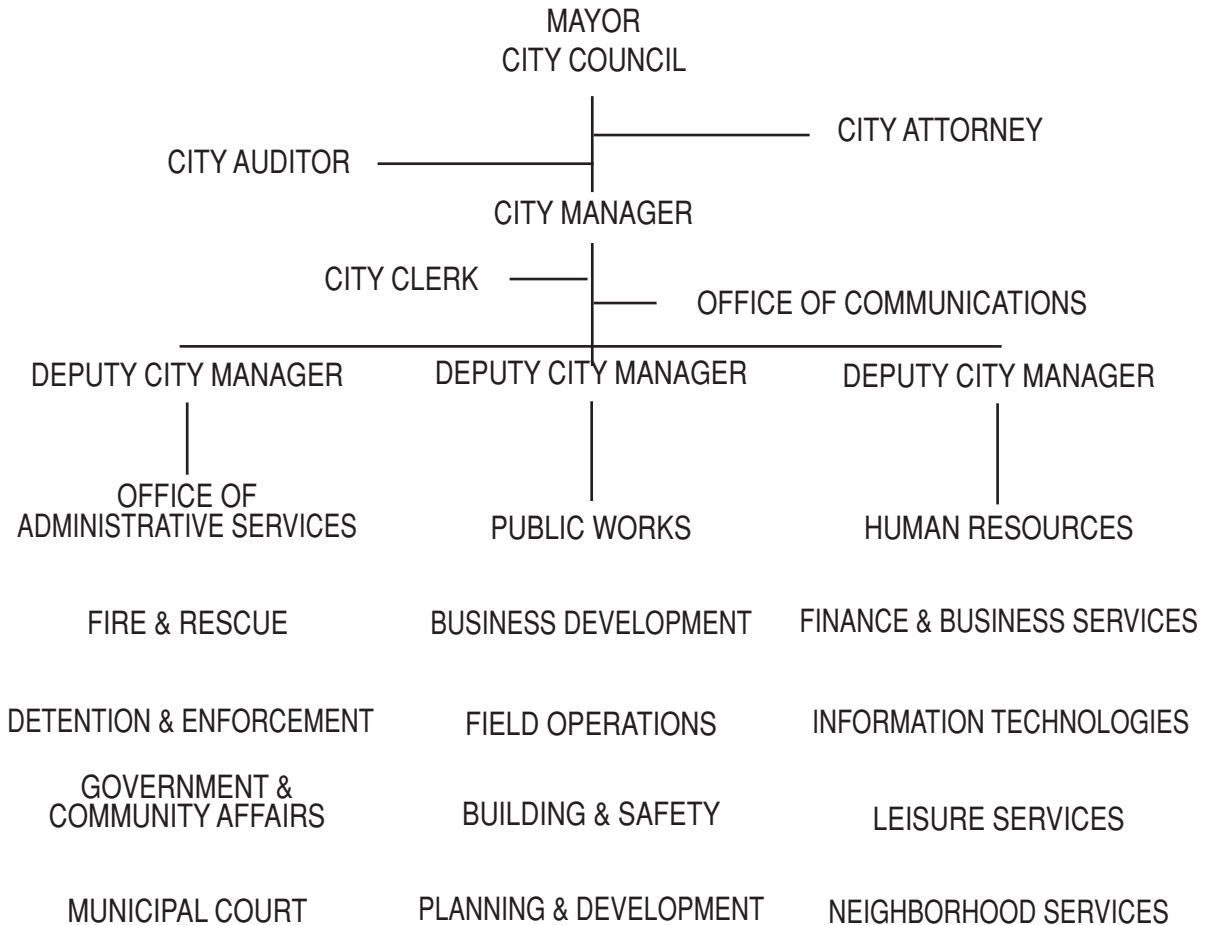 MAYOR
CITY COUNCIL
CITY ATTORNEY
CITY AUDITOR
CITY MANAGER
CITY CLERK
OFFICE OF COMMUNICATIONS
DEPUTY CITY MANAGER
DEPUTY CITY MANAGER
DEPUTY CITY MANAGER
OFFICE OF
ADMINISTRATIVE SERVICES
PUBLIC WORKS
HUMAN RESOURCES
FIRE & RESCUE
BUSINESS DEVELOPMENT
FINANCE & BUSINESS SERVICES
DETENTION & ENFORCEMENT
FIELD OPERATIONS
INFORMATION TECHNOLOGIES
GOVERNMENT &
COMMUNITY AFFAIRS
BUILDING & SAFETY
LEISURE SERVICES
MUNICIPAL COURT
PLANNING & DEVELOPMENT
NEIGHBORHOOD SERVICES